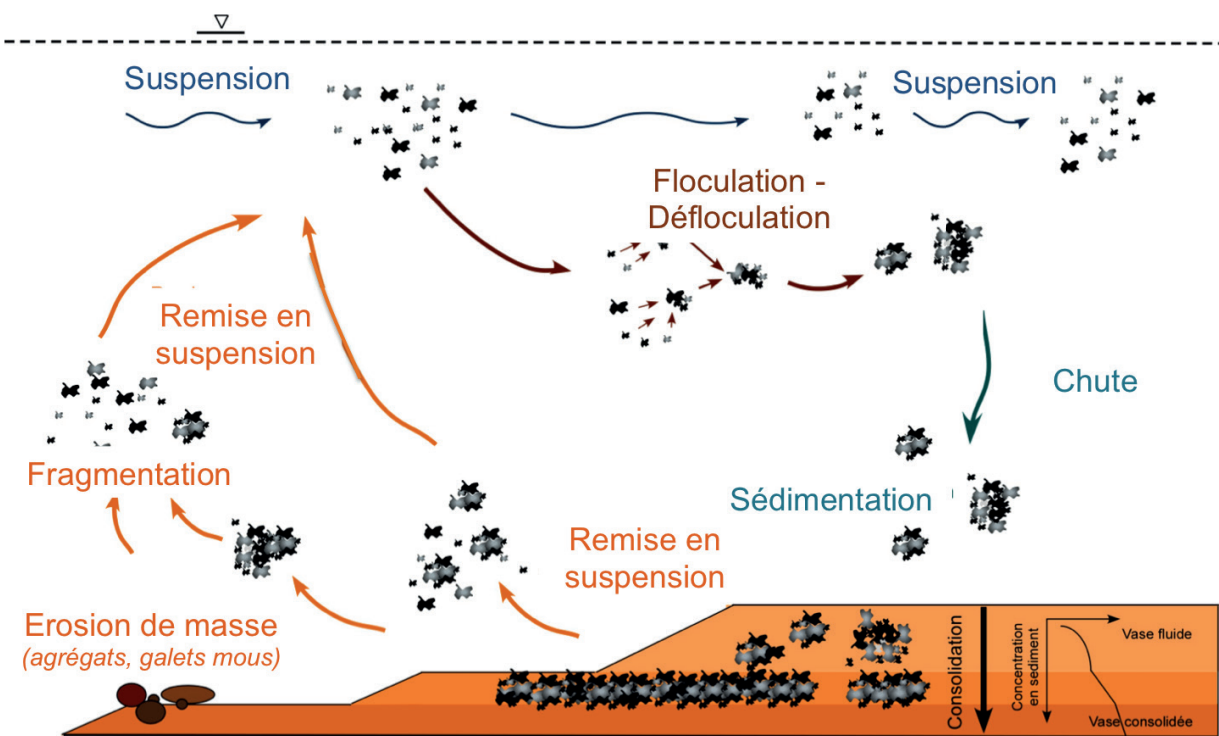 Suspension
Suspension
Floculation -
Défloculation
Remise en
suspension
Chute
Fragmentation
Sédimentation
Remise en
suspension
Erosion de masse
(agrégats, galets mous)
Consolidation
Concentration
en sédiment
Vase fluide
Vase consolidée